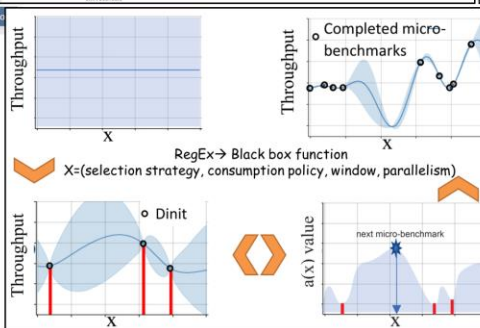 Throughput
X
Throughput
Completed micro-
benchmarks
X
RegEx→ Black box function
X=(selection strategy, consumption policy, window, parallelism)
Throughput
Dinit
X
a(x) value
next micro-benchmark
X